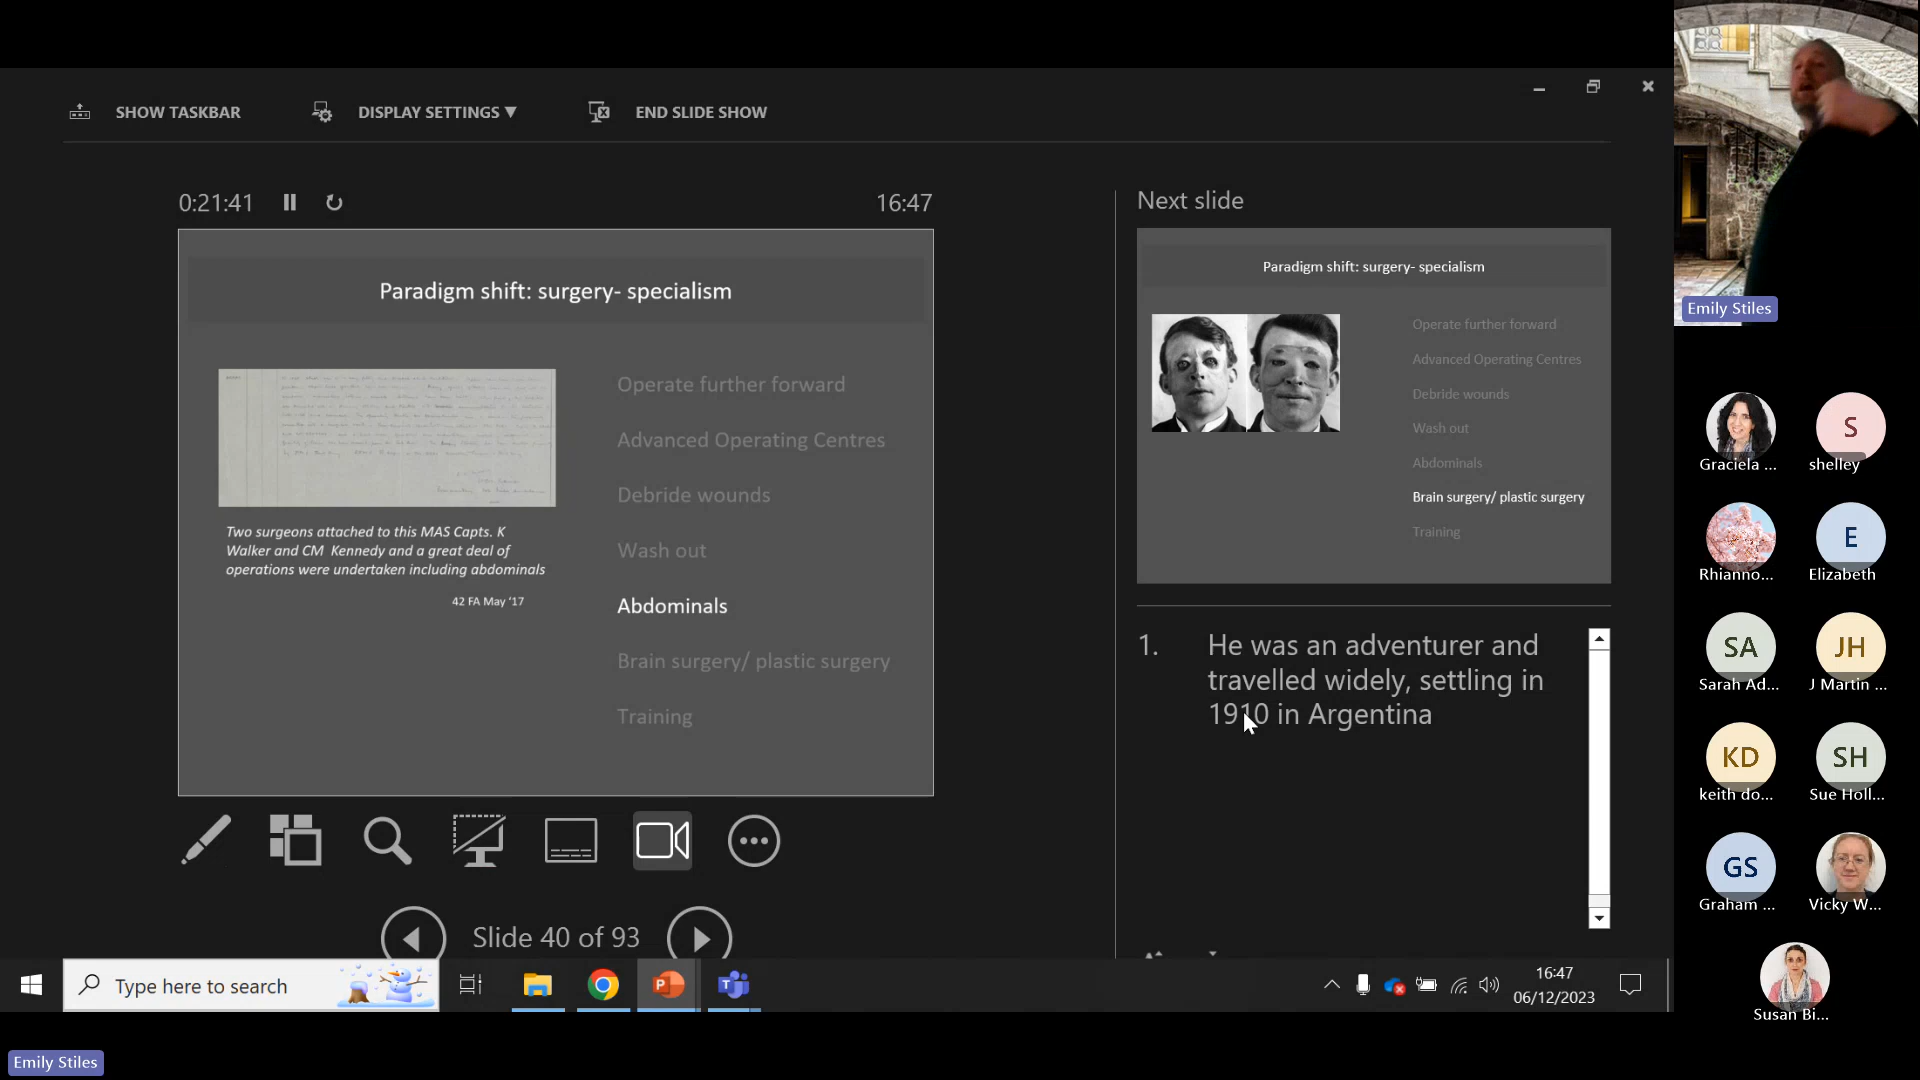 SHOW TASKBAR
DISPLAY SETTINGS ▼
END SLIDE SHOW
0:21:41
16:47
Paradigm shift: surgery- specialism
Two surgeons attached to this MAS Capts. K
Walker and CM Kennedy and a great deal of
operations were undertaken including abdominals
42 FA May '17
Operate further forward
Advanced Operating Centres
Debride wounds
Wash out
Abdominals
Brain surgery/ plastic surgery
Training
Slide 40 of 93
Next slide
Paradigm shift: surgery- specialism
Operate further forward
Advanced Operating Centres
Debride wounds
Wash out
Abdominals
Brain surgery/ plastic surgery
Training
1. He was an adventurer and
travelled widely, settling in
1910 in Argentina
Type here to search
16:47
06/12/2023
Emily Stiles
Emily Stiles
Graciela ...
S
shelley
Rhianno...
E
Elizabeth
SA
Sarah Ad...
JH
J Martin ...
KD
keith do...
SH
Sue Holl...
GS
Graham ...
Vicky W...
Susan Bi...